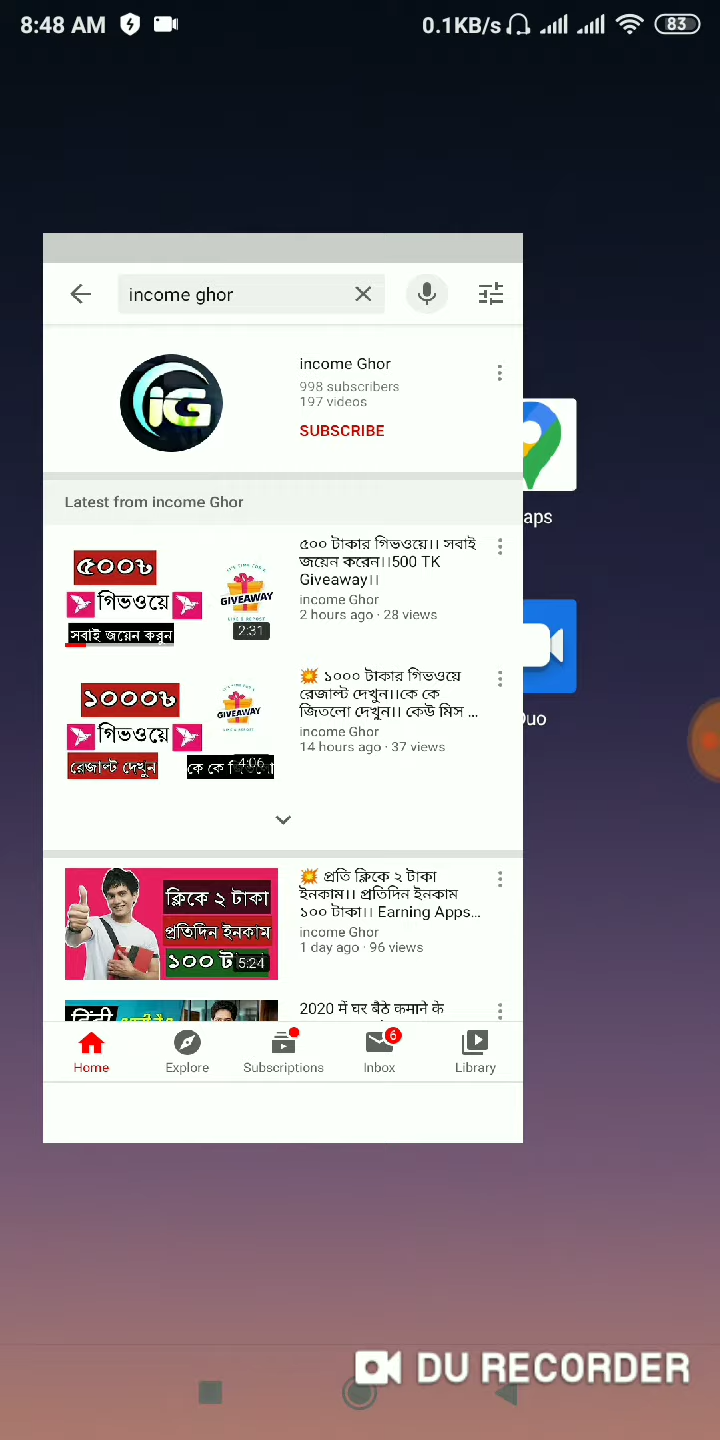 8:48 AM
0.1KB/s
83
income ghor
iG
income Ghor
998 subscribers
197 videos
SUBSCRIBE
Latest from income Ghor
৫০০৳
গিভওয়ে
সবাই জয়েন করুন
GIVEAWAY
2:31
৫০০ টাকার গিভওয়ে।। সবাই
জয়েন করেন।।500 TK
Giveaway।।
income Ghor
2 hours ago · 28 views
১০০০৳
গিভওয়ে
রেজাল্ট দেখুন
কে কে
GIVEAWAY
4:06
💥 ১০০০ টাকার গিভওয়ে
রেজাল্ট দেখুন।।কে কে
জিতলো দেখুন।। কেউ মিস ...
income Ghor
14 hours ago · 37 views
ক্লিকে ২ টাকা
প্রতিদিন ইনকাম
১০০ ট
5:24
💥 প্রতি ক্লিকে ২ টাকা
ইনকাম।। প্রতিদিন ইনকাম
১০০ টাকা।। Earning Apps...
income Ghor
1 day ago · 96 views
हिंदी
2020 में घर बैठे कमाने के
Home
Explore
Subscriptions
6
Inbox
Library
aps
Duo
DU RECORDER